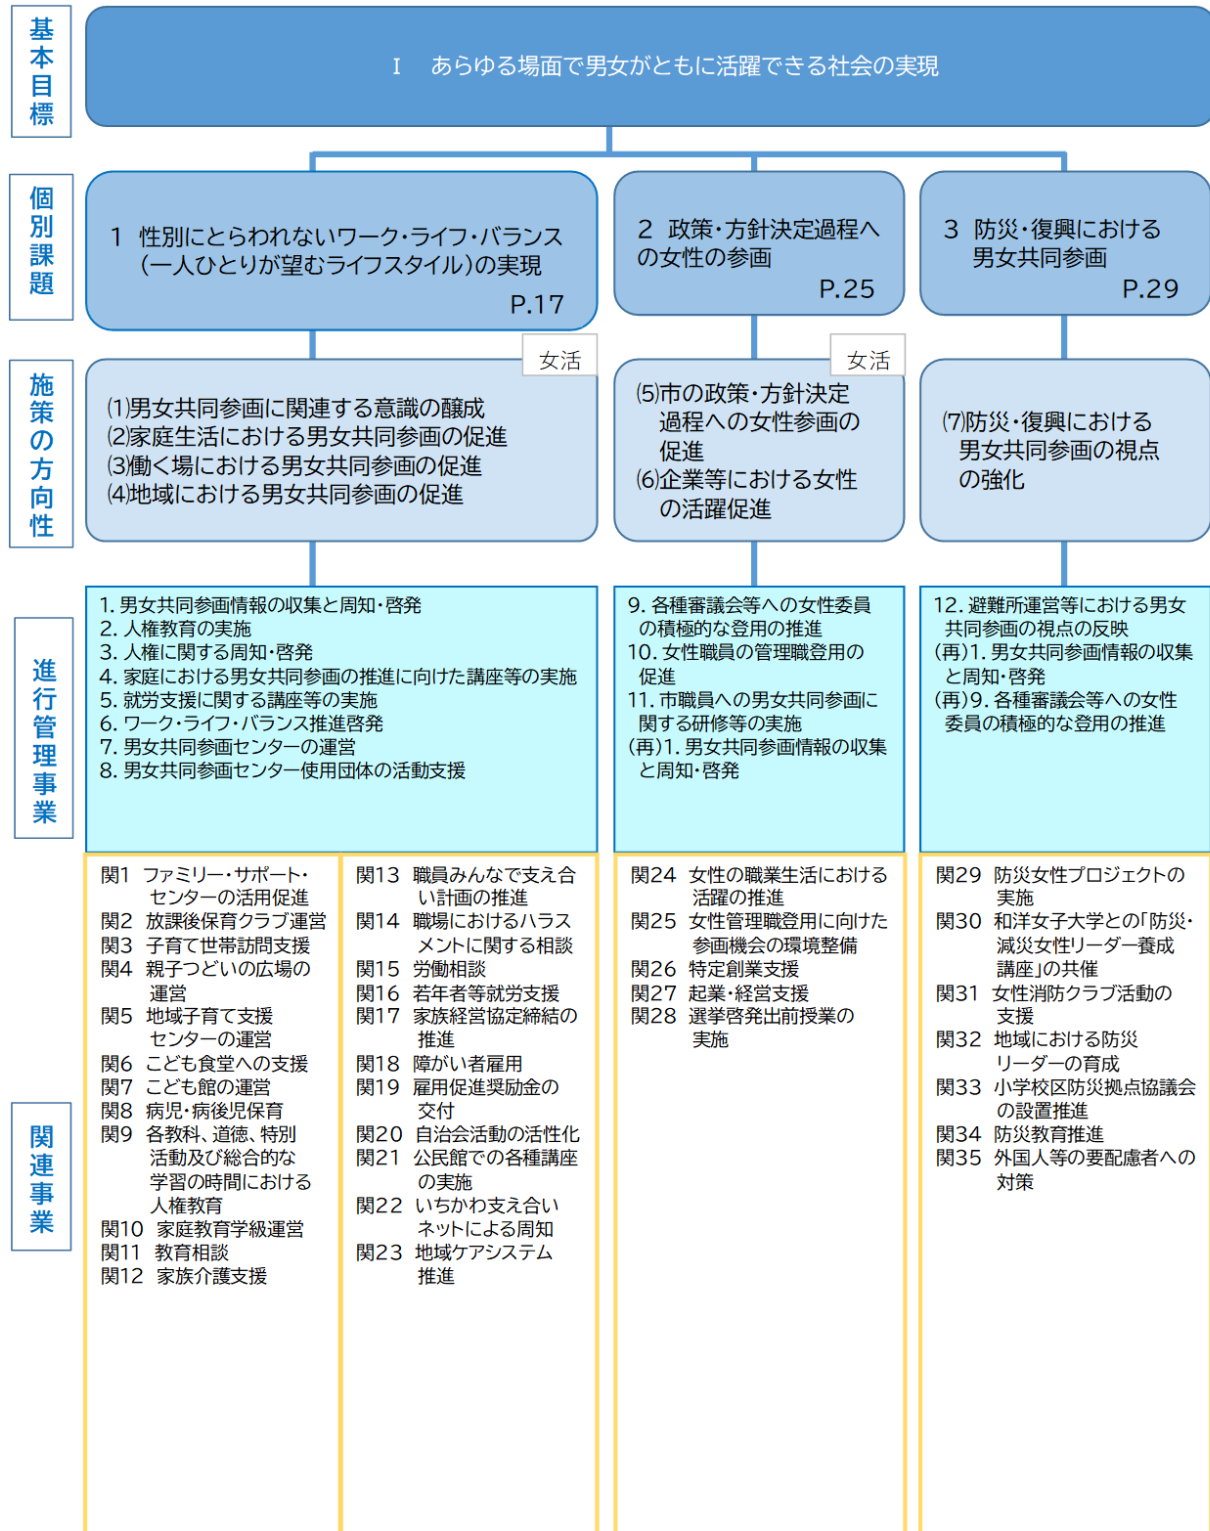 基本目標
Ⅰ　あらゆる場面で男女がともに活躍できる社会の実現
個別課題
1 性別にとらわれないワーク・ライフ・バランス
（一人ひとりが望むライフスタイル）の実現
P.17
2 政策・方針決定過程へ
の女性の参画
P.25
3 防災・復興における
男女共同参画
P.29
施策の方向性
女活
⑴男女共同参画に関連する意識の醸成
⑵家庭生活における男女共同参画の促進
⑶働く場における男女共同参画の促進
⑷地域における男女共同参画の促進
女活
⑸市の政策・方針決定
過程への女性参画の
促進
⑹企業等における女性
の活躍促進
⑺防災・復興における
男女共同参画の視点
の強化
進行管理事業
1. 男女共同参画情報の収集と周知・啓発
2. 人権教育の実施
3. 人権に関する周知・啓発
4. 家庭における男女共同参画の推進に向けた講座等の実施
5. 就労支援に関する講座等の実施
6. ワーク・ライフ・バランス推進啓発
7. 男女共同参画センターの運営
8. 男女共同参画センター使用団体の活動支援
9. 各種審議会等への女性委員
の積極的な登用の推進
10. 女性職員の管理職登用の
促進
11. 市職員への男女共同参画に
関する研修等の実施
(再)1. 男女共同参画情報の収集
と周知・啓発
12. 避難所運営等における男女
共同参画の視点の反映
(再)1. 男女共同参画情報の収集
と周知・啓発
(再)9. 各種審議会等への女性
委員の積極的な登用の推進
関連事業
関1 ファミリー・サポート・
センターの活用促進
関2 放課後保育クラブ運営
関3 子育て世帯訪問支援
関4 親子つどいの広場の
運営
関5 地域子育て支援
センターの運営
関6 こども食堂への支援
関7 こども館の運営
関8 病児・病後児保育
関9 各教科、道徳、特別
活動及び総合的な
学習の時間における
人権教育
関10 家庭教育学級運営
関11 教育相談
関12 家族介護支援
関13 職員みんなで支え合
い計画の推進
関14 職場におけるハラス
メントに関する相談
関15 労働相談
関16 若年者等就労支援
関17 家族経営協定締結の
推進
関18 障がい者雇用
関19 雇用促進奨励金の
交付
関20 自治会活動の活性化
関21 公民館での各種講座
の実施
関22 いちかわ支え合い
ネットによる周知
関23 地域ケアシステム
推進
関24 女性の職業生活における
活躍の推進
関25 女性管理職登用に向けた
参画機会の環境整備
関26 特定創業支援
関27 起業・経営支援
関28 選挙啓発出前授業の
実施
関29 防災女性プロジェクトの
実施
関30 和洋女子大学との「防災・
減災女性リーダー養成
講座」の共催
関31 女性消防クラブ活動の
支援
関32 地域における防災
リーダーの育成
関33 小学校区防災拠点協議会
の設置推進
関34 防災教育推進
関35 外国人等の要配慮者への
対策